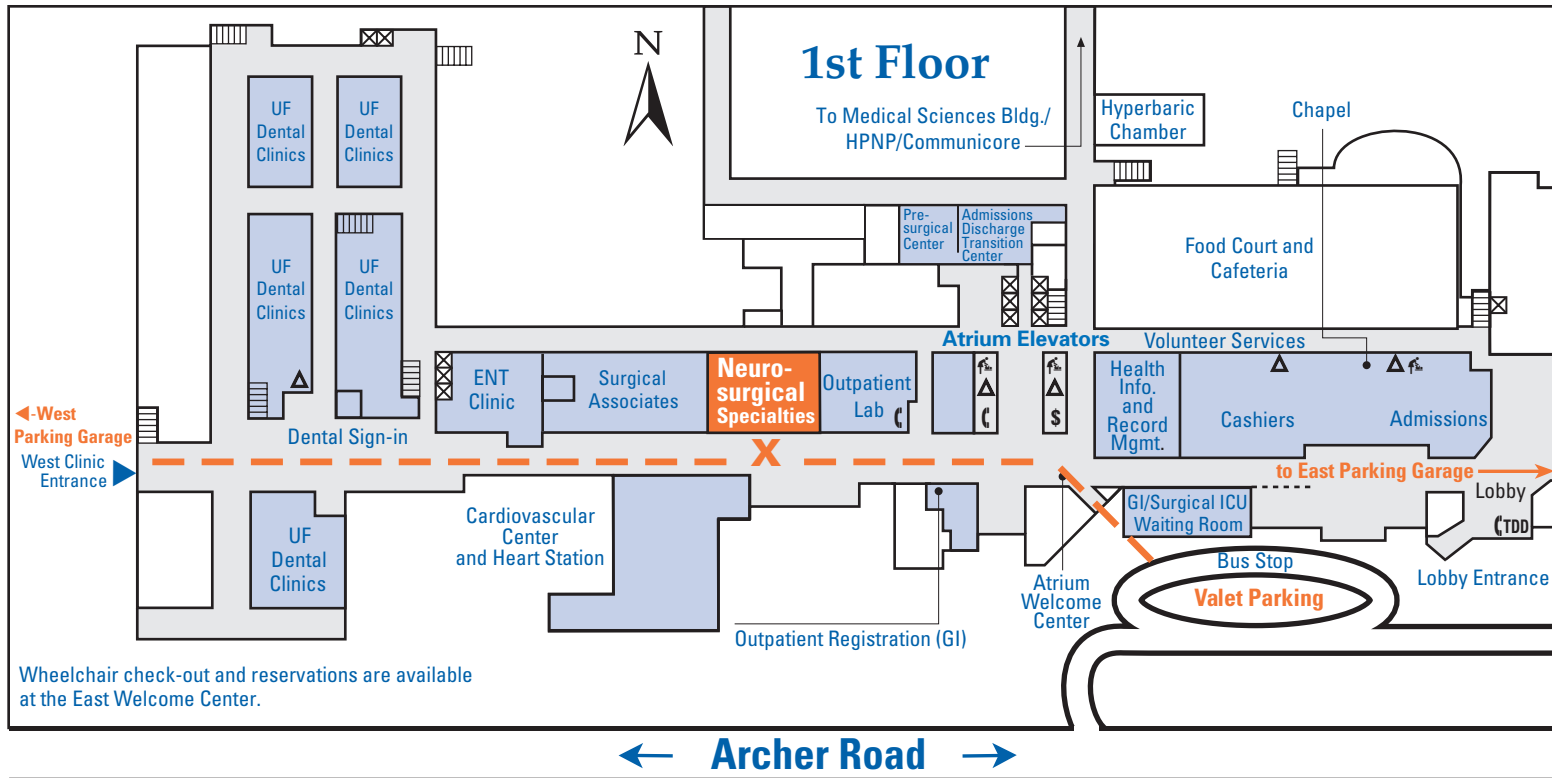 N
1st Floor
To Medical Sciences Bldg./
HPNP/Communicore
Hyperbaric
Chamber
Chapel
UF
Dental
Clinics
UF
Dental
Clinics
UF
Dental
Clinics
UF
Dental
Clinics
Pre-
surgical
Center
Admissions
Discharge
Transition
Center
Food Court and
Cafeteria
Atrium Elevators
Volunteer Services
ENT
Clinic
Surgical
Associates
Neuro-
surgical
Specialties
Outpatient
Lab
$
Health
Info.
and
Record
Mgmt.
Cashiers
Admissions
West
Parking Garage
West Clinic
Entrance
Dental Sign-in
X
to East Parking Garage
Lobby
TDD
GI/Surgical ICU
Waiting Room
UF
Dental
Clinics
Cardiovascular
Center
and Heart Station
Bus Stop
Valet Parking
Lobby Entrance
Atrium
Welcome
Center
Outpatient Registration (GI)
Wheelchair check-out and reservations are available
at the East Welcome Center.
Archer Road